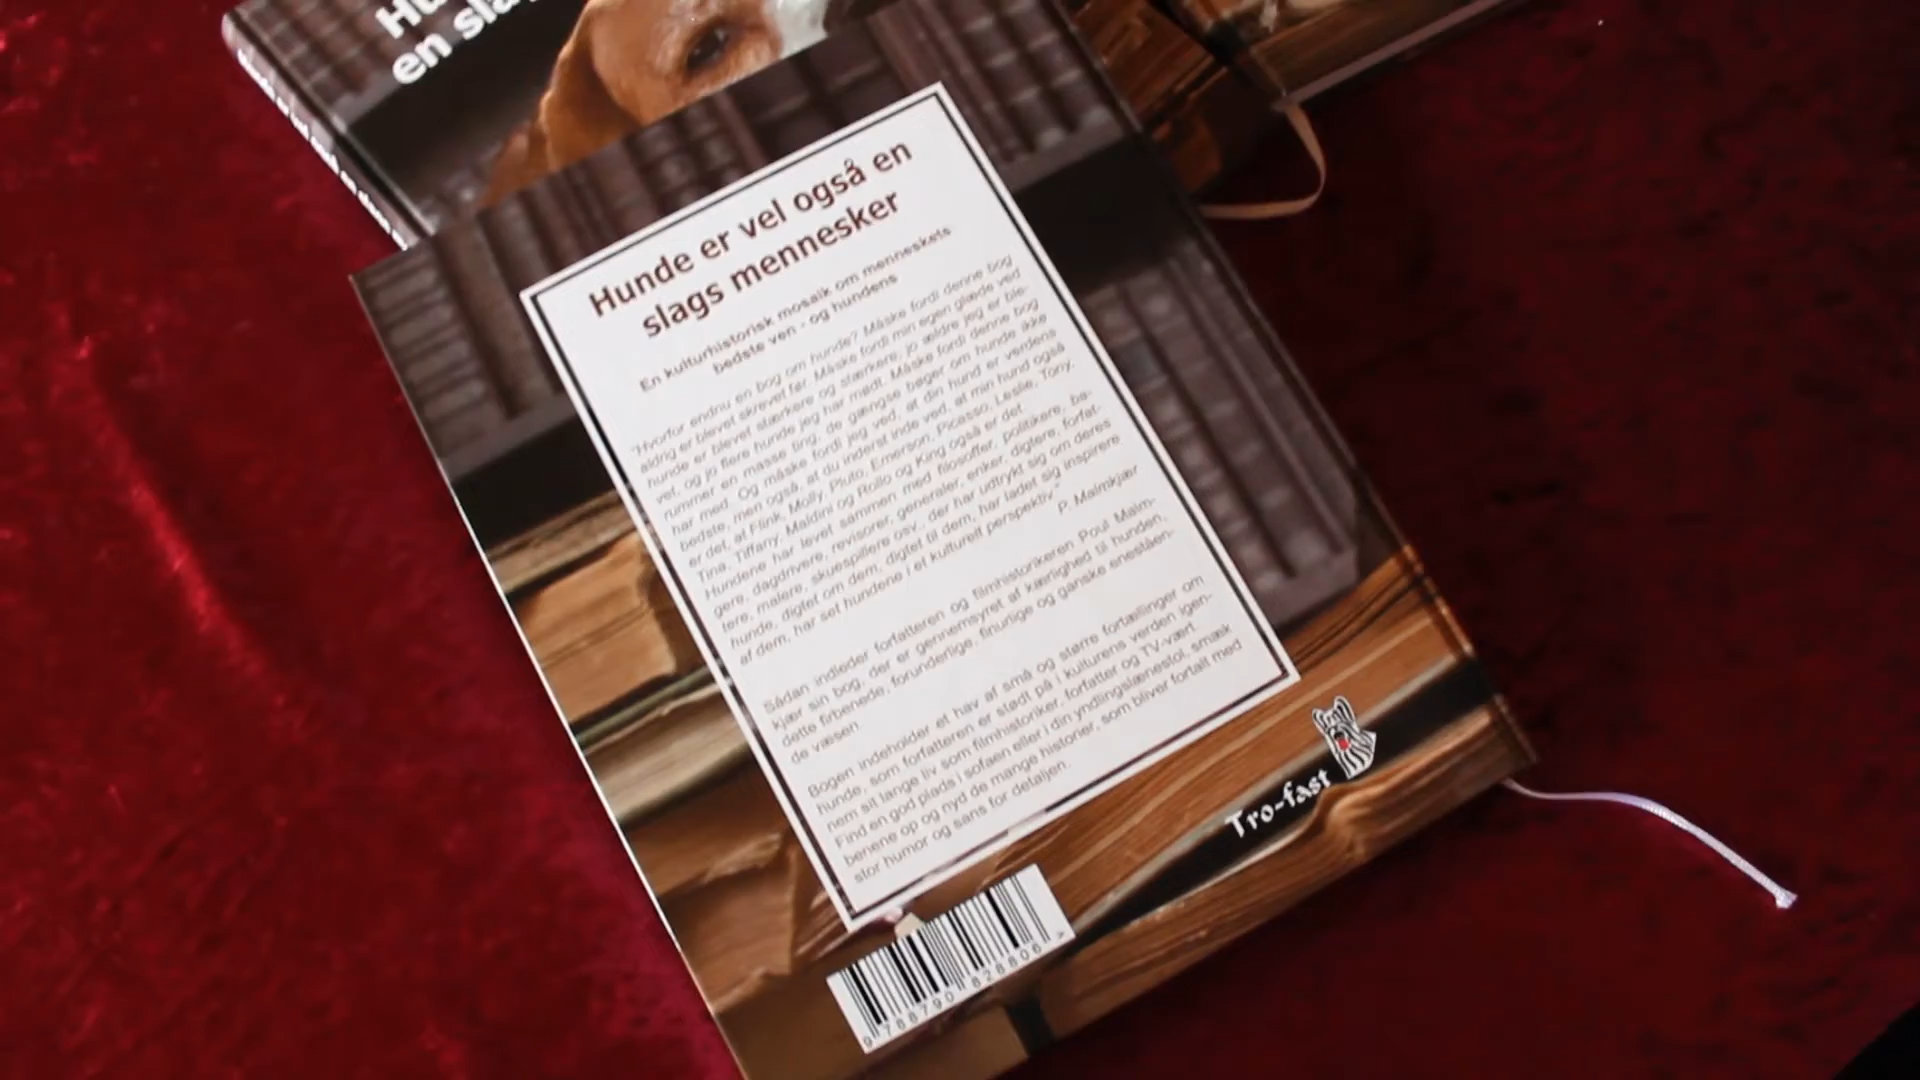 Hu
en sla
Hunde er vel også en
slags mennesker
En kulturhistorisk mosaik om menneskets
bedste ven - og hundens
"Hvorfor endnu en bog om hunde? Måske fordi denne bog
aldrig er blevet skrevet før. Måske fordi min egen glæde ved
hunde er blevet stærkere og stærkere, jo ældre jeg er ble-
vet, og jo flere hunde jeg har mødt. Måske fordi denne bog
rummer en masse ting, de gængse bøger om hunde ikke
har med. Og måske fordi jeg ved, at din hund er verdens
bedste, men også, at du inderst inde ved, at min hund også
er det, at Flink, Molly, Pluto, Emerson, Picasso, Leslie, Tony,
Tina, Tiffany, Maldini og Rollo og King også er det.
Hundene har levet sammen med filosoffer, politikere, ba-
gere, dagdrivere, revisorer, generaler, enker, digtere, forfat-
tere, malere, skuespillere osv., der har udtrykt sig om deres
hunde, digtet om dem, digtet til dem, har ladet sig inspirere
af dem, har set hundene i et kulturelt perspektiv."
P. Malmkjær
Sådan indleder forfatteren og filmhistorikeren Poul Malm-
kjær sin bog, der er gennemsyret af kærlighed til hunden,
dette firbenede, forunderlige, finurlige og ganske eneståen-
de væsen
Bogen indeholder et hav af små og større fortællinger om
hunde, som forfatteren er stødt på i kulturens verden igen-
nem sit lange liv som filmhistoriker, forfatter og TV-vært.
Find en god plads i sofaen eller i din yndlingslænestol, smæk
benene op og nyd de mange historier, som bliver fortalt med
stor humor og sans for detaljen.
Tro-fast
9 788790 828806 >